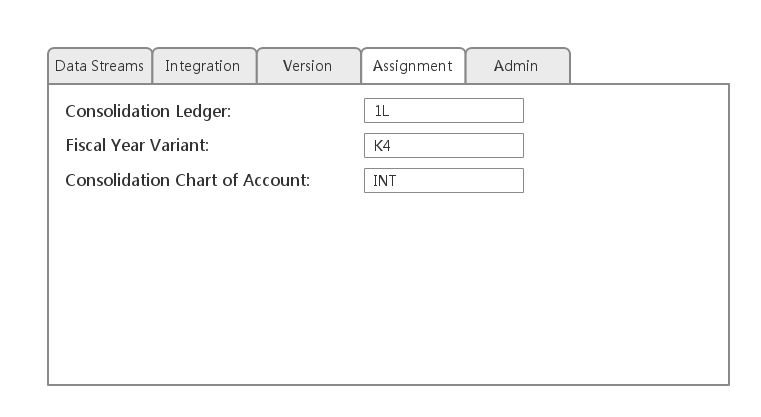 Data Streams Integration Version Assignment Admin
Consolidation Ledger: 1L
Fiscal Year Variant: K4
Consolidation Chart of Account: INT